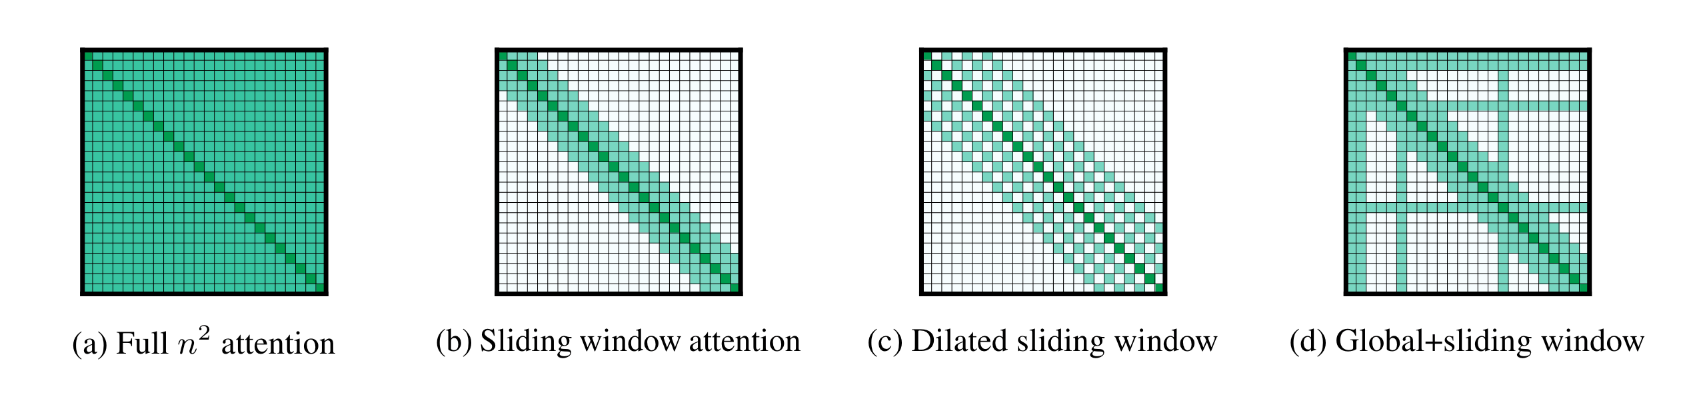 (a) Full n² attention
(b) Sliding window attention
(c) Dilated sliding window
(d) Global+sliding window